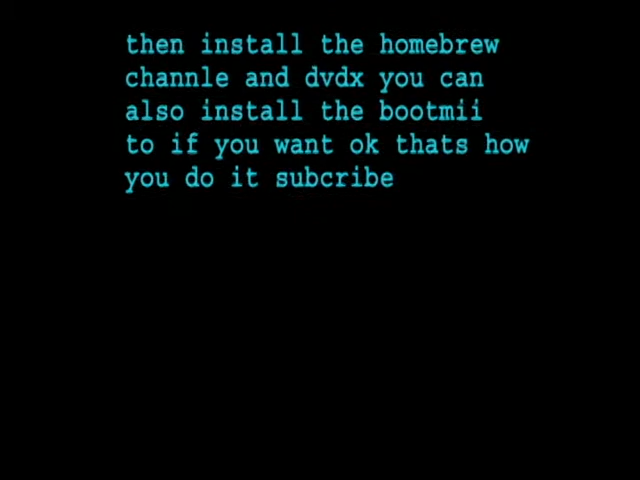 then install the homebrew
channle and dvdx you can
also install the bootmii
to if you want ok thats how
you do it subcribe